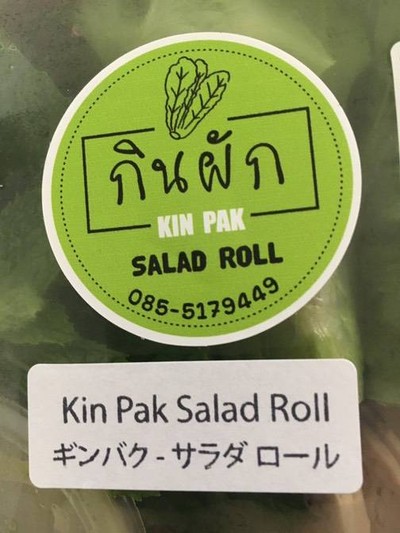 กินผัก
KIN PAK
SALAD ROLL
085-5179449
Kin Pak Salad Roll
ギンバク - サラダ ロール